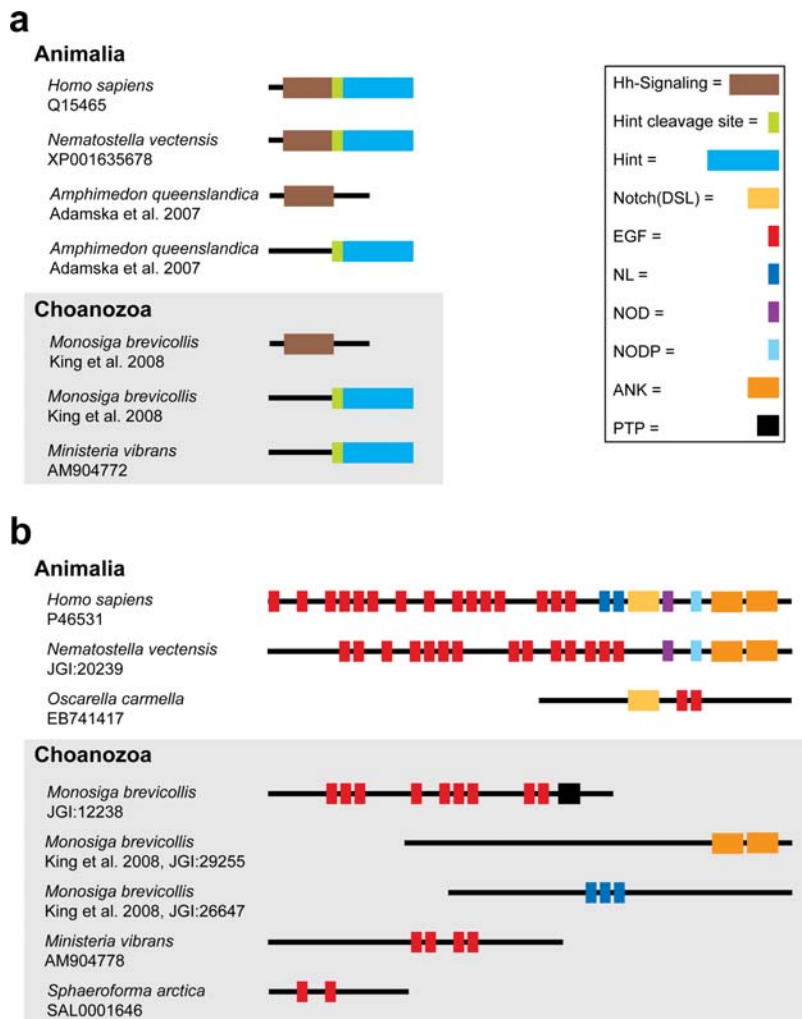 a
Animalia
Homo sapiens
Q15465
Nematostella vectensis
XP001635678
Amphimedon queenslandica
Adamska et al. 2007
Amphimedon queenslandica
Adamska et al. 2007
Choanozoa
Monosiga brevicollis
King et al. 2008
Monosiga brevicollis
King et al. 2008
Ministeria vibrans
AM904772
Hh-Signaling =
Hint cleavage site =
Hint =
Notch(DSL) =
EGF =
NL =
NOD =
NODP =
ANK =
PTP =
b
Animalia
Homo sapiens
P46531
Nematostella vectensis
JGI:20239
Oscarella carmella
EB741417
Choanozoa
Monosiga brevicollis
JGI:12238
Monosiga brevicollis
King et al. 2008, JGI:29255
Monosiga brevicollis
King et al. 2008, JGI:26647
Ministeria vibrans
AM904778
Sphaeroforma arctica
SAL0001646